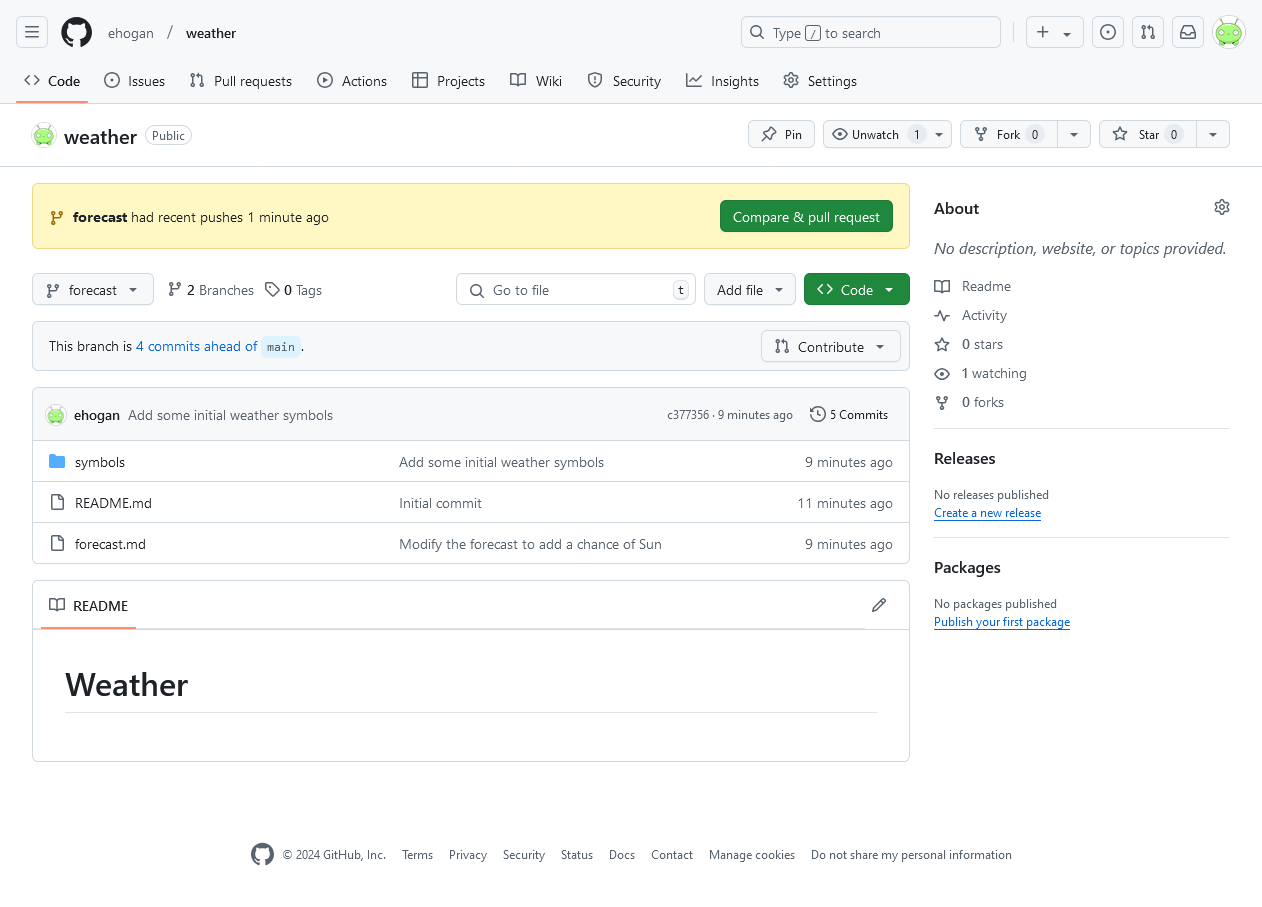 ehogan / weather
Type / to search
Code Issues Pull requests Actions Projects Wiki Security Insights Settings
weather Public
Pin Unwatch 1 Fork 0 Star 0
forecast had recent pushes 1 minute ago Compare & pull request
forecast 2 Branches 0 Tags Go to file t Add file Code
This branch is 4 commits ahead of main. Contribute
ehogan Add some initial weather symbols c377356 · 9 minutes ago 5 Commits
symbols Add some initial weather symbols 9 minutes ago
README.md Initial commit 11 minutes ago
forecast.md Modify the forecast to add a chance of Sun 9 minutes ago
README
Weather
About
No description, website, or topics provided.
Readme
Activity
0 stars
1 watching
0 forks
Releases
No releases published
Create a new release
Packages
No packages published
Publish your first package
© 2024 GitHub, Inc. Terms Privacy Security Status Docs Contact Manage cookies Do not share my personal information